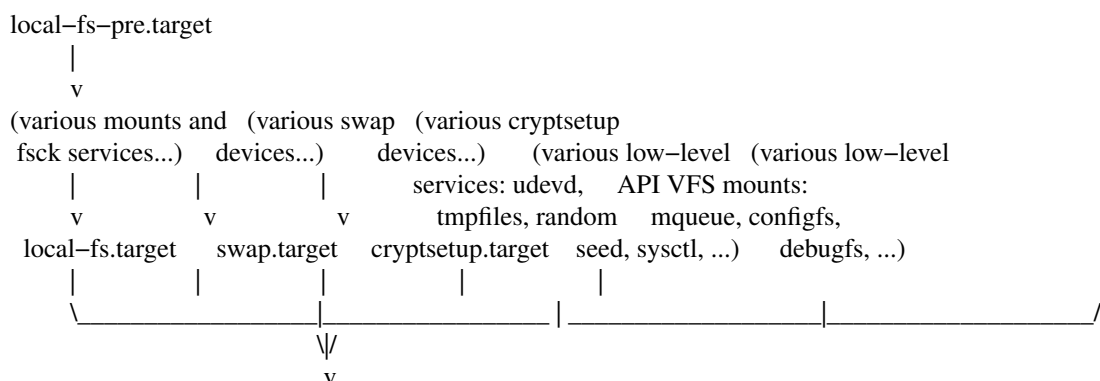 local−fs−pre.target
|
v
(various mounts and (various swap (various cryptsetup
fsck services...) devices...) devices...) (various low−level (various low−level
| | | services: udevd, API VFS mounts:
v v v tmpfiles, random mqueue, configfs,
local−fs.target swap.target cryptsetup.target seed, sysctl, ...) debugfs, ...)
| | | | |
\__________________|_________________ | ___________________|____________________/
\|/
v